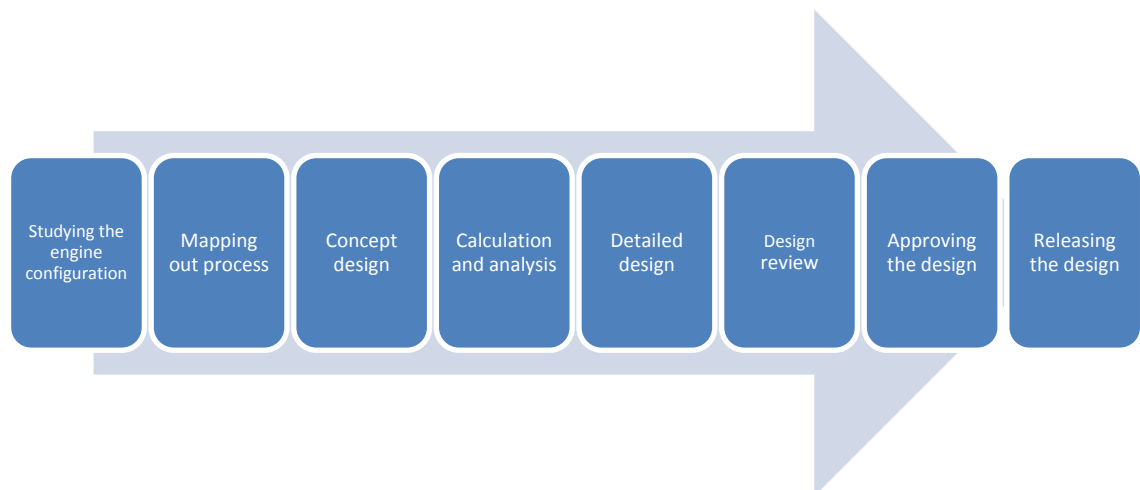 Studying the
engine
configuration
Mapping
out process
Concept
design
Calculation
and analysis
Detailed
design
Design
review
Approving
the design
Releasing
the design